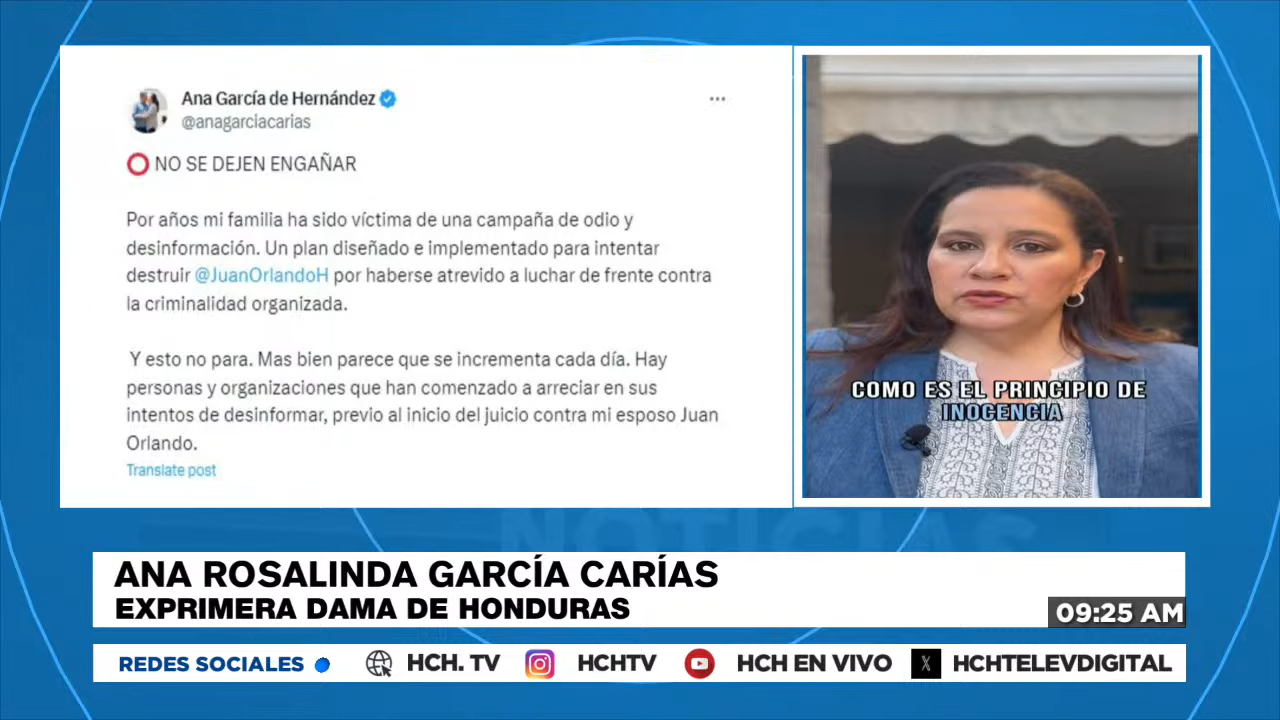 Ana García de Hernández
@anagarciacarias
NO SE DEJEN ENGAÑAR
Por años mi familia ha sido víctima de una campaña de odio y
desinformación. Un plan diseñado e implementado para intentar
destruir @JuanOrlandoH por haberse atrevido a luchar de frente contra
la criminalidad organizada.
Y esto no para. Mas bien parece que se incrementa cada día. Hay
personas y organizaciones que han comenzado a arreciar en sus
intentos de desinformar, previo al inicio del juicio contra mi esposo Juan
Orlando.
Translate post
COMO ES EL PRINCIPIO DE
INOCENCIA
NOTICIAS
ANA ROSALINDA GARCÍA CARÍAS
EXPRIMERA DAMA DE HONDURAS
09:25 AM
REDES SOCIALES HCH. TV HCHTV HCH EN VIVO X HCHTELEVDIGITAL